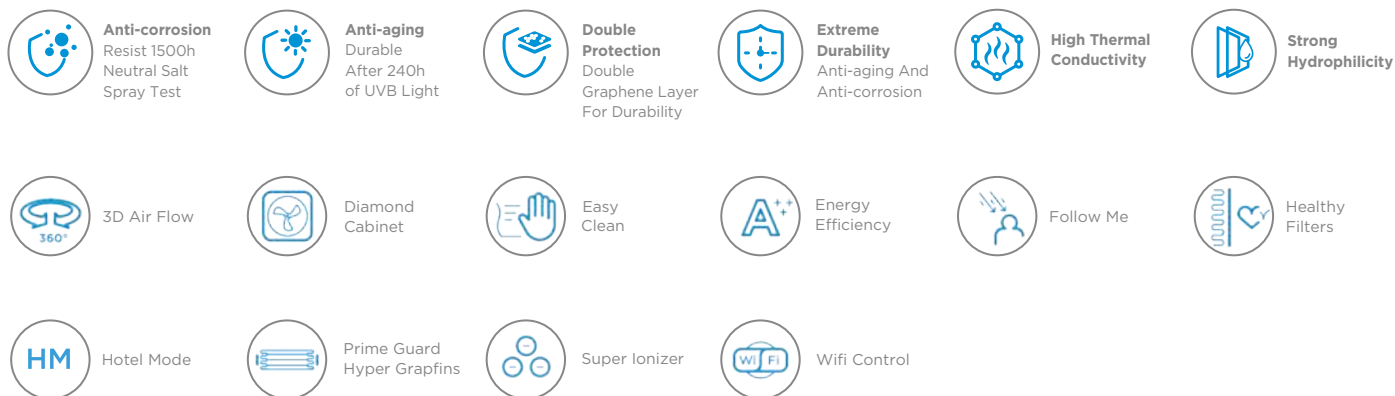 Anti-corrosion
Resist 1500h
Neutral Salt
Spray Test
Anti-aging
Durable
After 240h
of UVB Light
Double
Protection
Double
Graphene Layer
For Durability
Extreme
Durability
Anti-aging And
Anti-corrosion
High Thermal
Conductivity
Strong
Hydrophilicity
360°
3D Air Flow
Diamond
Cabinet
Easy
Clean
A++
Energy
Efficiency
Follow Me
Healthy
Filters
HM
Hotel Mode
Prime Guard
Hyper Grapfins
Super Ionizer
Wi Fi
Wifi Control